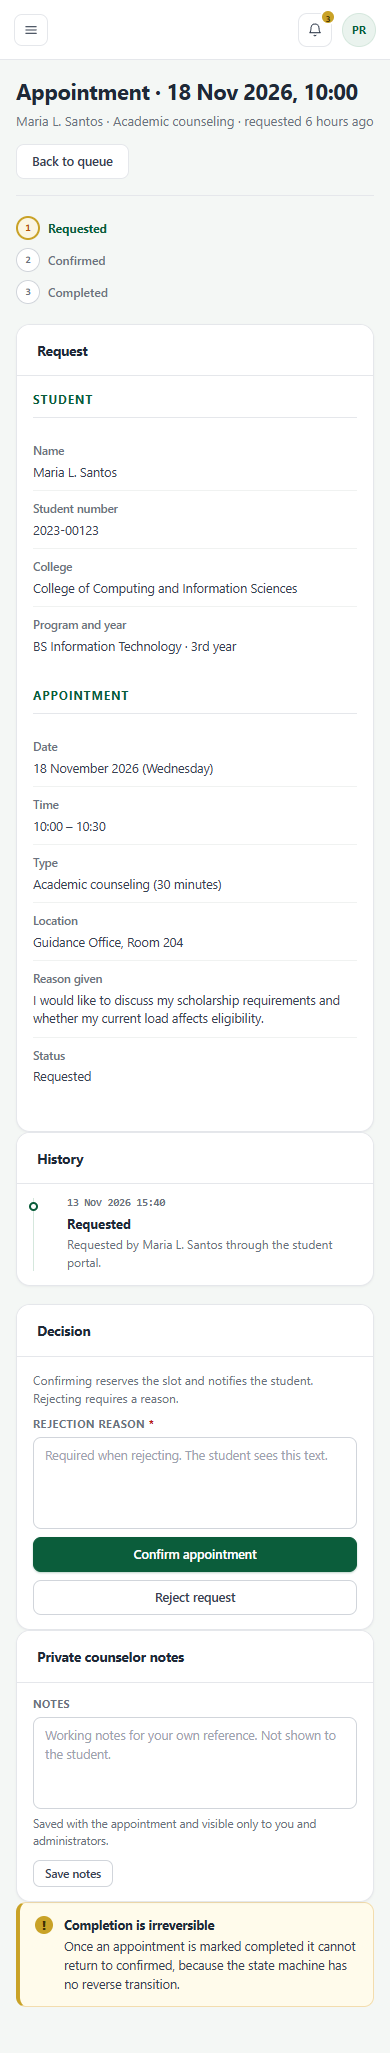 3
PR
Appointment · 18 Nov 2026, 10:00
Maria L. Santos · Academic counseling · requested 6 hours ago
Back to queue
1 Requested
2 Confirmed
3 Completed
Request
STUDENT
Name
Maria L. Santos
Student number
2023-00123
College
College of Computing and Information Sciences
Program and year
BS Information Technology · 3rd year
APPOINTMENT
Date
18 November 2026 (Wednesday)
Time
10:00 – 10:30
Type
Academic counseling (30 minutes)
Location
Guidance Office, Room 204
Reason given
I would like to discuss my scholarship requirements and
whether my current load affects eligibility.
Status
Requested
History
13 Nov 2026 15:40
Requested
Requested by Maria L. Santos through the student
portal.
Decision
Confirming reserves the slot and notifies the student.
Rejecting requires a reason.
REJECTION REASON *
Required when rejecting. The student sees this text.
Confirm appointment
Reject request
Private counselor notes
NOTES
Working notes for your own reference. Not shown to
the student.
Saved with the appointment and visible only to you and
administrators.
Save notes
! Completion is irreversible
Once an appointment is marked completed it cannot
return to confirmed, because the state machine has
no reverse transition.